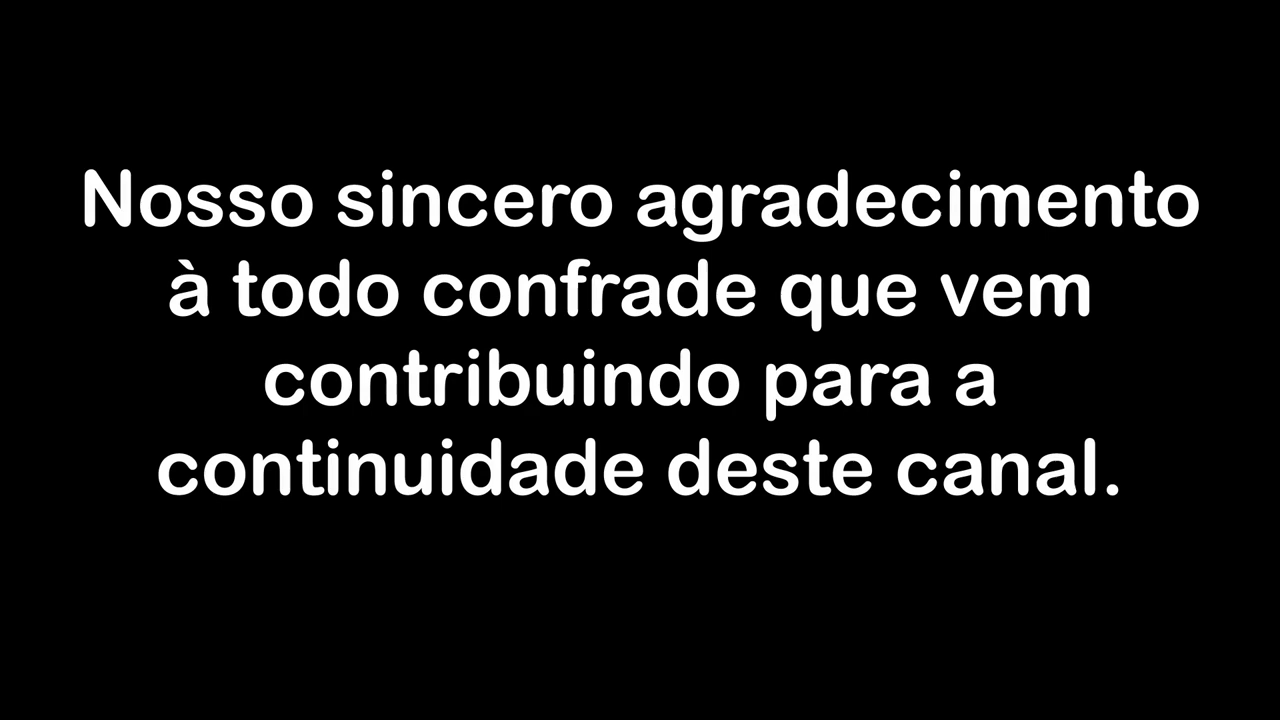 Nosso sincero agradecimento
à todo confrade que vem
contribuindo para a
continuidade deste canal.